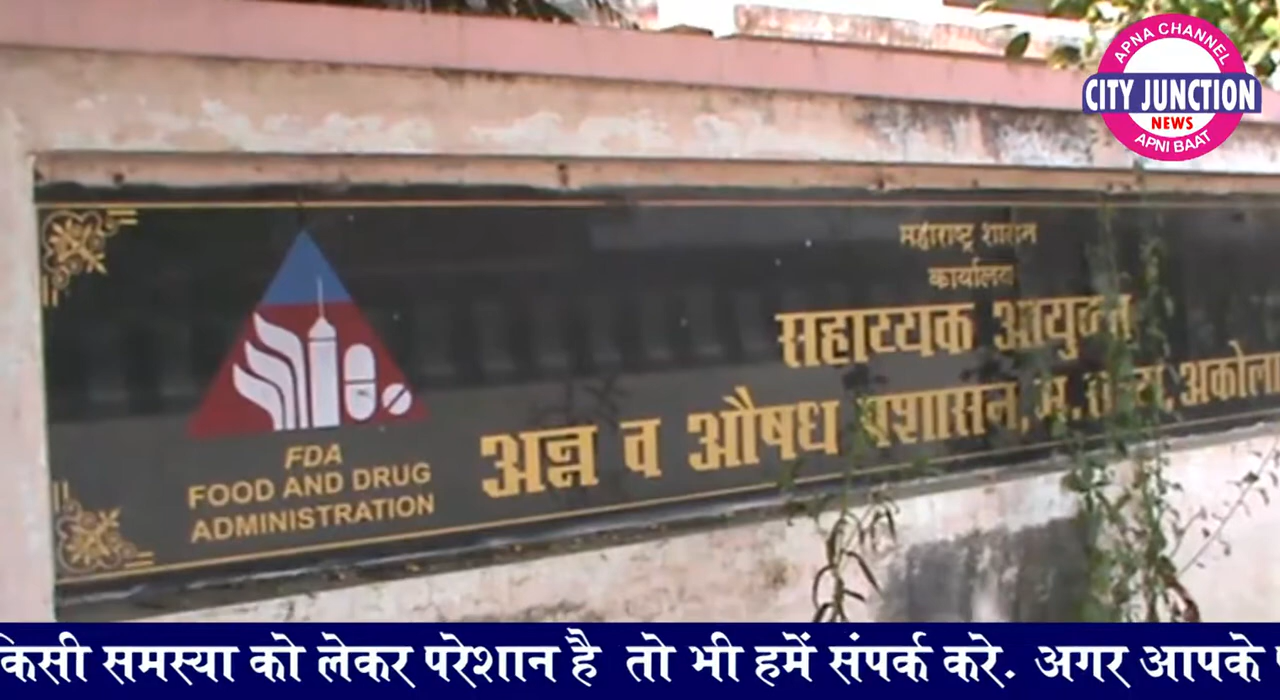 APNA CHANNEL
CITY JUNCTION
NEWS
APNI BAAT
महाराष्ट्र शासन
कार्यालय
सहाय्यक आयुक्त
अन्न व औषध प्रशासन, म. राज्य, अकोला
FDA
FOOD AND DRUG
ADMINISTRATION
किसी समस्या को लेकर परेशान है तो भी हमें संपर्क करे. अगर आपके